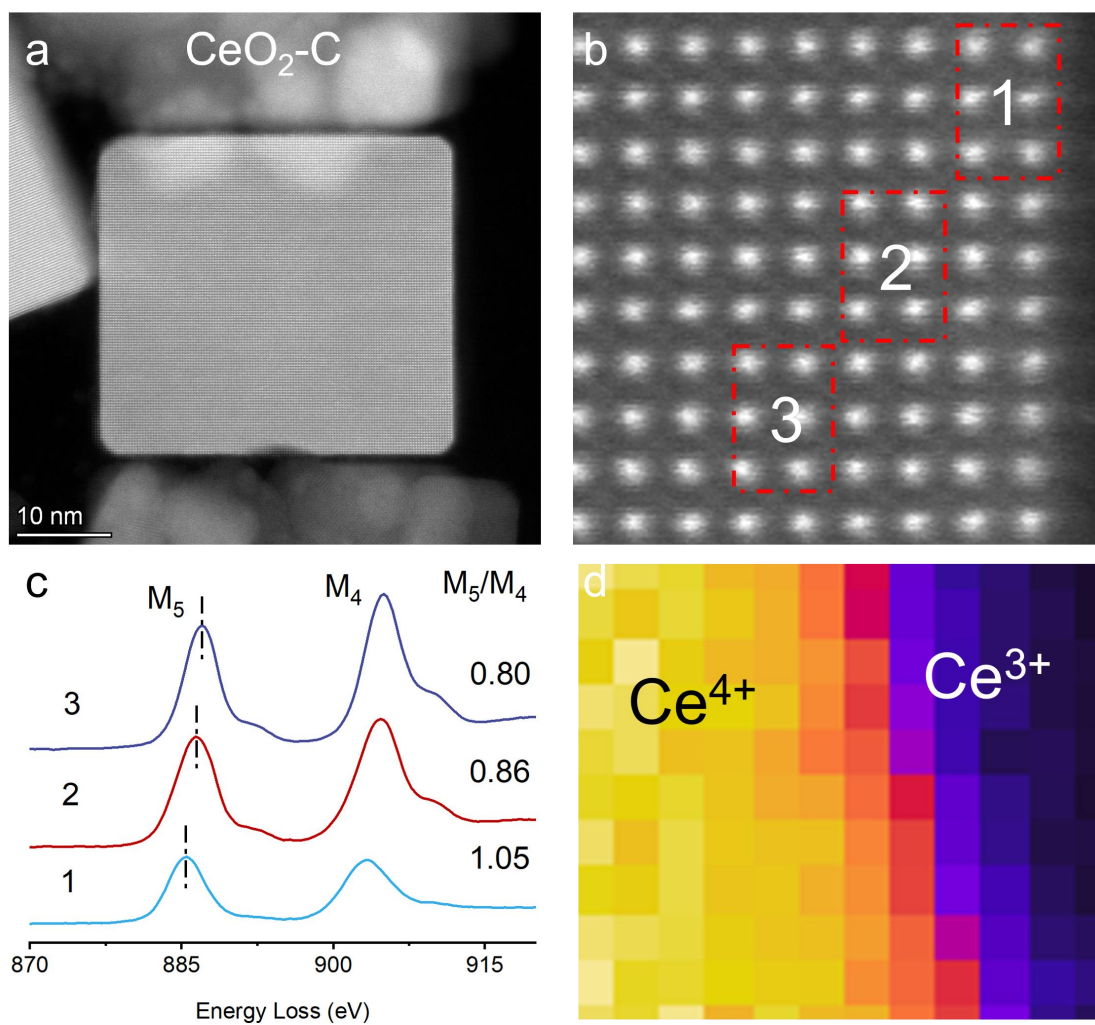 a
CeO₂-C
10 nm
b
1
2
3
c
M₅
M₄
M₅/M₄
3
0.80
2
0.86
1
1.05
870
885
900
915
Energy Loss (eV)
d
Ce⁴⁺
Ce³⁺